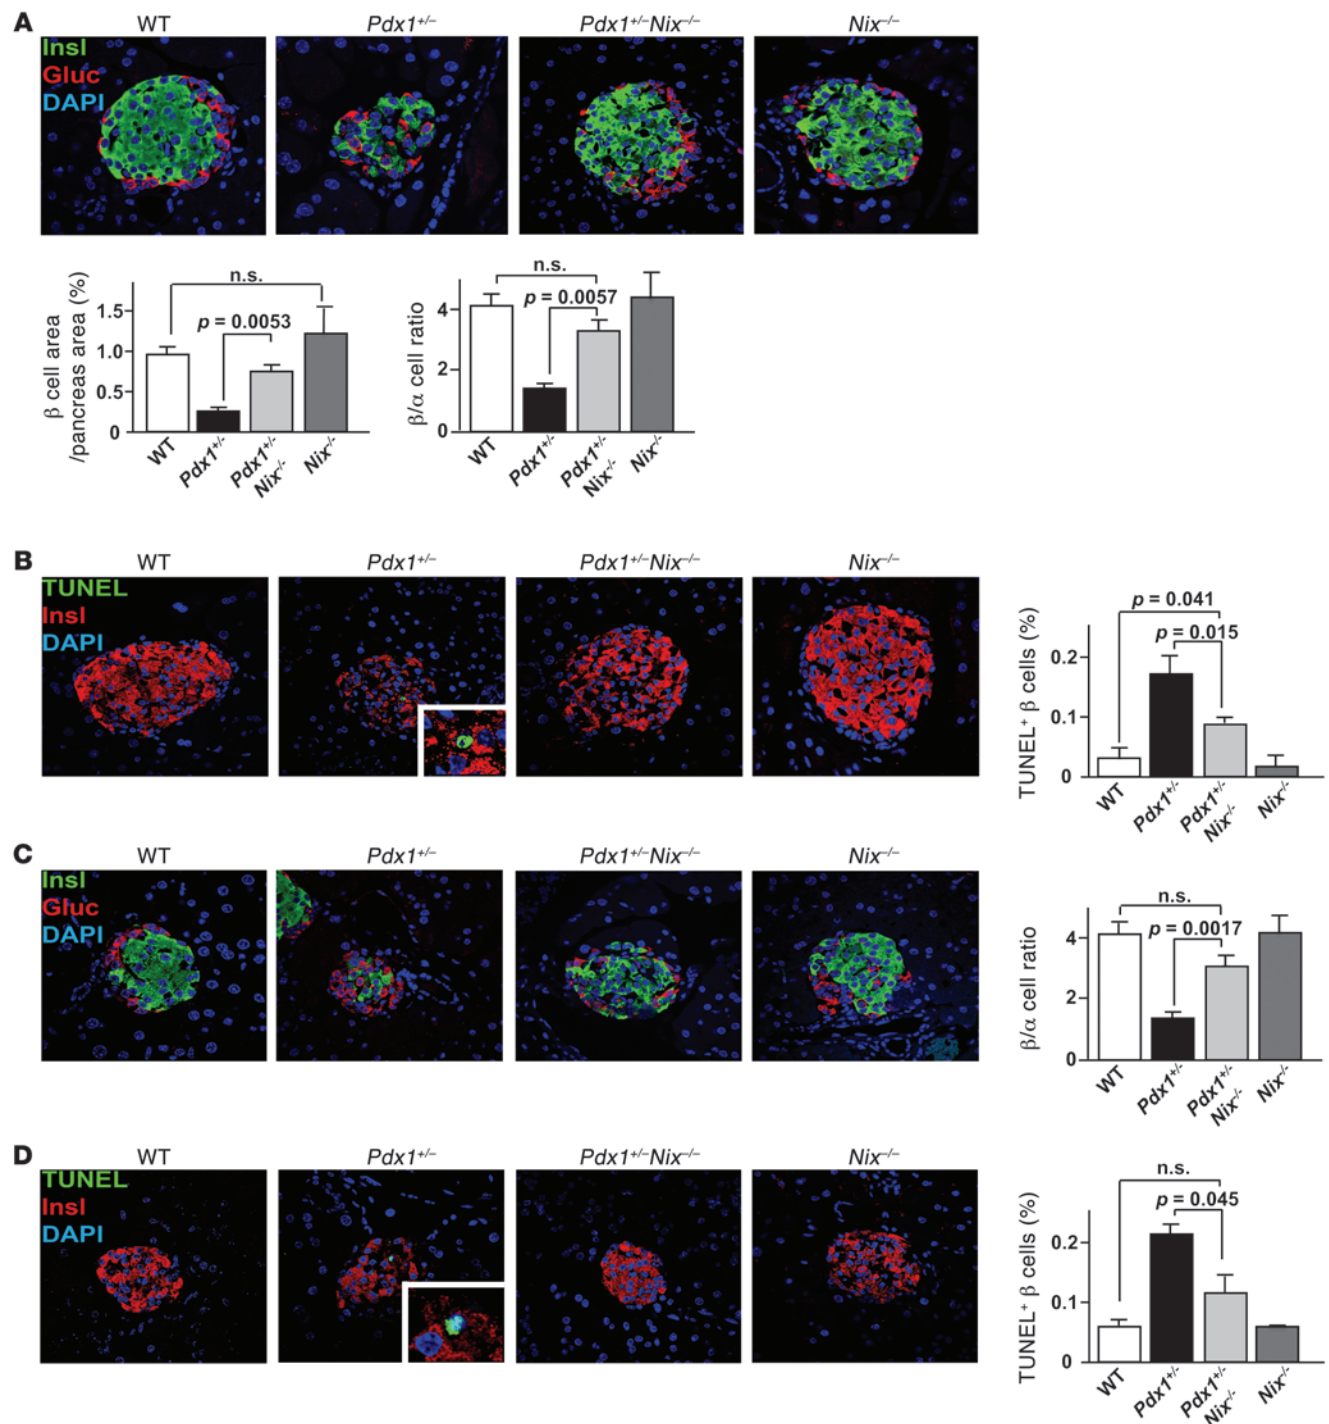 A
WT Pdx1+/– Pdx1+/–Nix–/– Nix–/–
Insl
Gluc
DAPI
β cell area
/pancreas area (%)
1.5
1.0
0.5
0
n.s.
p = 0.0053
WT Pdx1+/- Pdx1+/- Nix-/- Nix-/-
β/α cell ratio
4
2
0
n.s.
p = 0.0057
WT Pdx1+/- Pdx1+/- Nix-/- Nix-/-
B
WT Pdx1+/– Pdx1+/–Nix–/– Nix–/–
TUNEL
Insl
DAPI
TUNEL+ β cells (%)
0.2
0.1
0
p = 0.041
p = 0.015
WT Pdx1+/- Pdx1+/- Nix-/- Nix-/-
C
WT Pdx1+/– Pdx1+/–Nix–/– Nix–/–
Insl
Gluc
DAPI
β/α cell ratio
4
2
0
n.s.
p = 0.0017
WT Pdx1+/- Pdx1+/- Nix-/- Nix-/-
D
WT Pdx1+/– Pdx1+/–Nix–/– Nix–/–
TUNEL
Insl
DAPI
TUNEL+ β cells (%)
0.2
0.1
0
n.s.
p = 0.045
WT Pdx1+/- Pdx1+/- Nix-/- Nix-/-